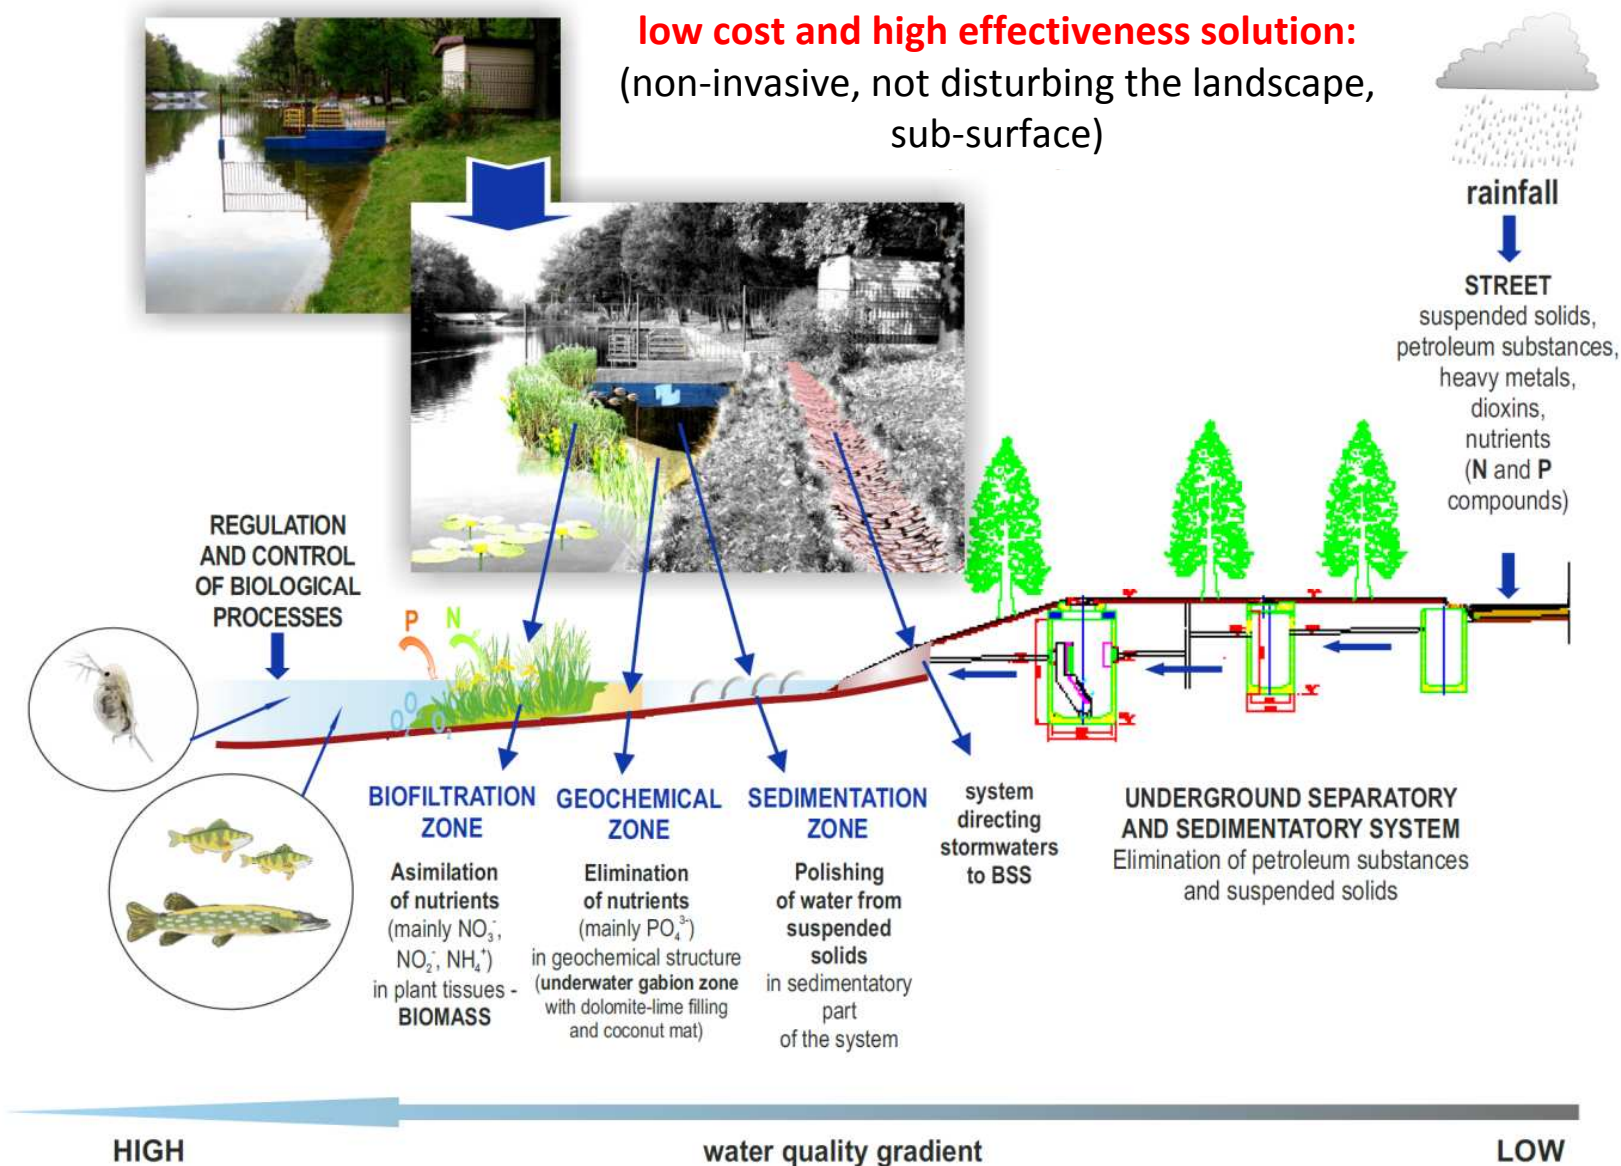 low cost and high effectiveness solution:
(non-invasive, not disturbing the landscape,
sub-surface)
rainfall
STREET
suspended solids,
petroleum substances,
heavy metals,
dioxins,
nutrients
(N and P
compounds)
REGULATION
AND CONTROL
OF BIOLOGICAL
PROCESSES
P
N
O₂
O₂
BIOFILTRATION
ZONE
Asimilation
of nutrients
(mainly NO₃⁻,
NO₂⁻, NH₄⁺)
in plant tissues -
BIOMASS
GEOCHEMICAL
ZONE
Elimination
of nutrients
(mainly PO₄³⁻)
in geochemical structure
(underwater gabion zone
with dolomite-lime filling
and coconut mat)
SEDIMENTATION
ZONE
Polishing
of water from
suspended
solids
in sedimentatory
part
of the system
system
directing
stormwaters
to BSS
UNDERGROUND SEPARATORY
AND SEDIMENTATORY SYSTEM
Elimination of petroleum substances
and suspended solids
HIGH
water quality gradient
LOW